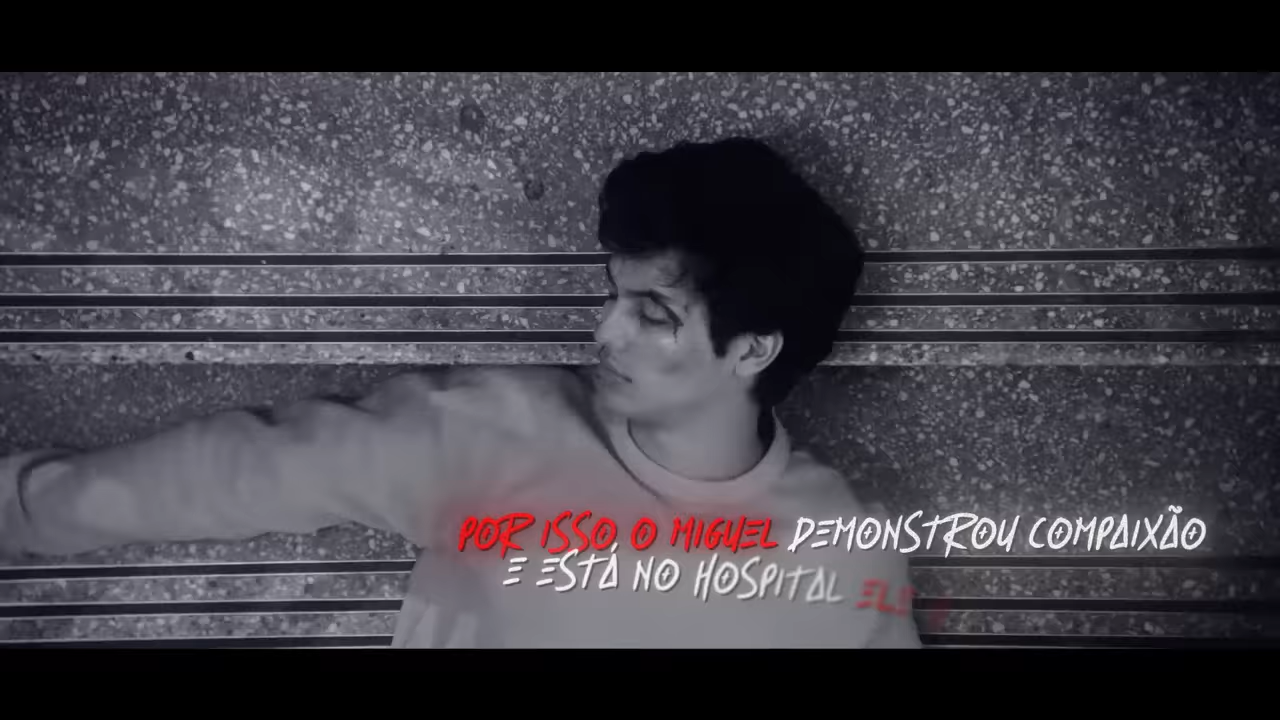 POR ISSO, O MIGUEL DEMONSTROU COMPAIXÃO
E ESTÁ NO HOSPITAL